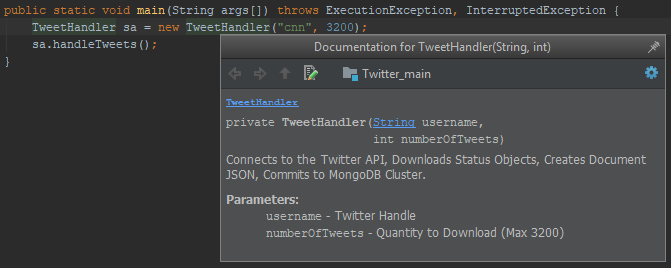 public static void main(String args[]) throws ExecutionException, InterruptedException {
TweetHandler sa = new TweetHandler("cnn", 3200);
sa.handleTweets();
}
Documentation for TweetHandler(String, int)
Twitter_main
TweetHandler
private TweetHandler(String username,
int numberOfTweets)
Connects to the Twitter API, Downloads Status Objects, Creates Document
JSON, Commits to MongoDB Cluster.
Parameters:
username - Twitter Handle
numberOfTweets - Quantity to Download (Max 3200)